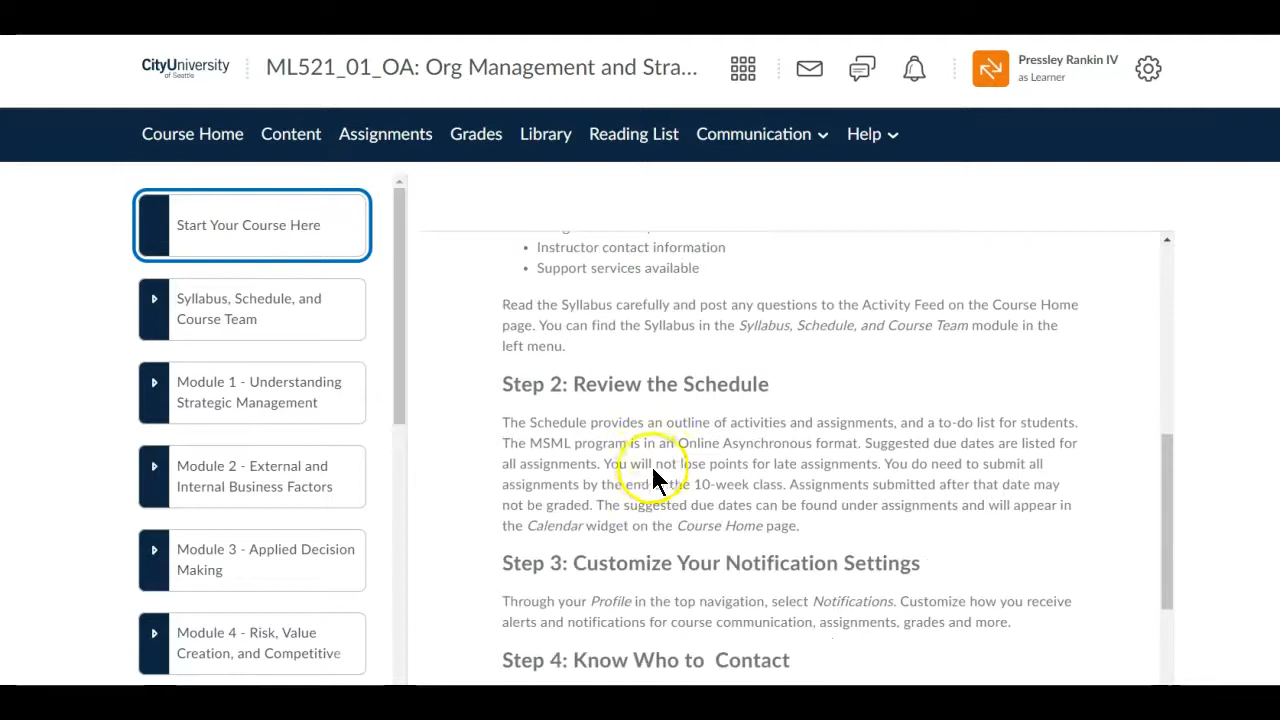 CityUniversity
of Seattle
ML521_01_OA: Org Management and Stra...
Pressley Rankin IV
as Learner
Course Home Content Assignments Grades Library Reading List Communication Help
Start Your Course Here
Syllabus, Schedule, and
Course Team
Module 1 - Understanding
Strategic Management
Module 2 - External and
Internal Business Factors
Module 3 - Applied Decision
Making
Module 4 - Risk, Value
Creation, and Competitive
• Instructor contact information
• Support services available
Read the Syllabus carefully and post any questions to the Activity Feed on the Course Home
page. You can find the Syllabus in the Syllabus, Schedule, and Course Team module in the
left menu.
Step 2: Review the Schedule
The Schedule provides an outline of activities and assignments, and a to-do list for students.
The MSML program is in an Online Asynchronous format. Suggested due dates are listed for
all assignments. You will not lose points for late assignments. You do need to submit all
assignments by the end of the 10-week class. Assignments submitted after that date may
not be graded. The suggested due dates can be found under assignments and will appear in
the Calendar widget on the Course Home page.
Step 3: Customize Your Notification Settings
Through your Profile in the top navigation, select Notifications. Customize how you receive
alerts and notifications for course communication, assignments, grades and more.
Step 4: Know Who to Contact